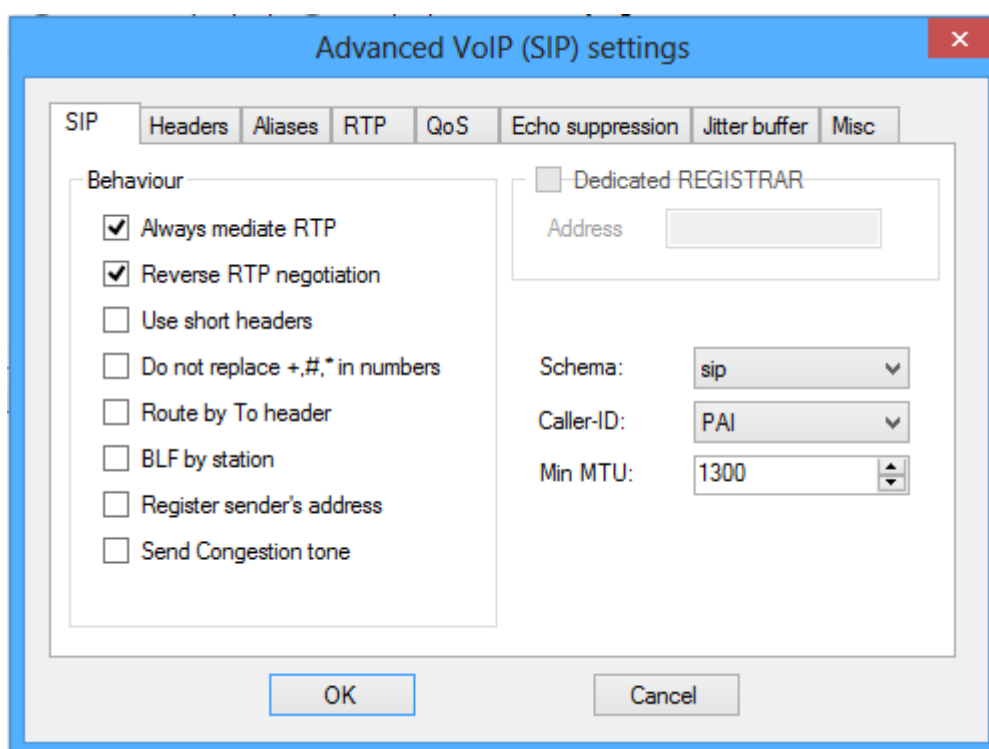 Advanced VoIP (SIP) settings
SIP Headers Aliases RTP QoS Echo suppression Jitter buffer Misc
Behaviour
Always mediate RTP
Reverse RTP negotiation
Use short headers
Do not replace +,#,* in numbers
Route by To header
BLF by station
Register sender's address
Send Congestion tone
Dedicated REGISTRAR
Address
Schema: sip
Caller-ID: PAI
Min MTU: 1300
OK Cancel